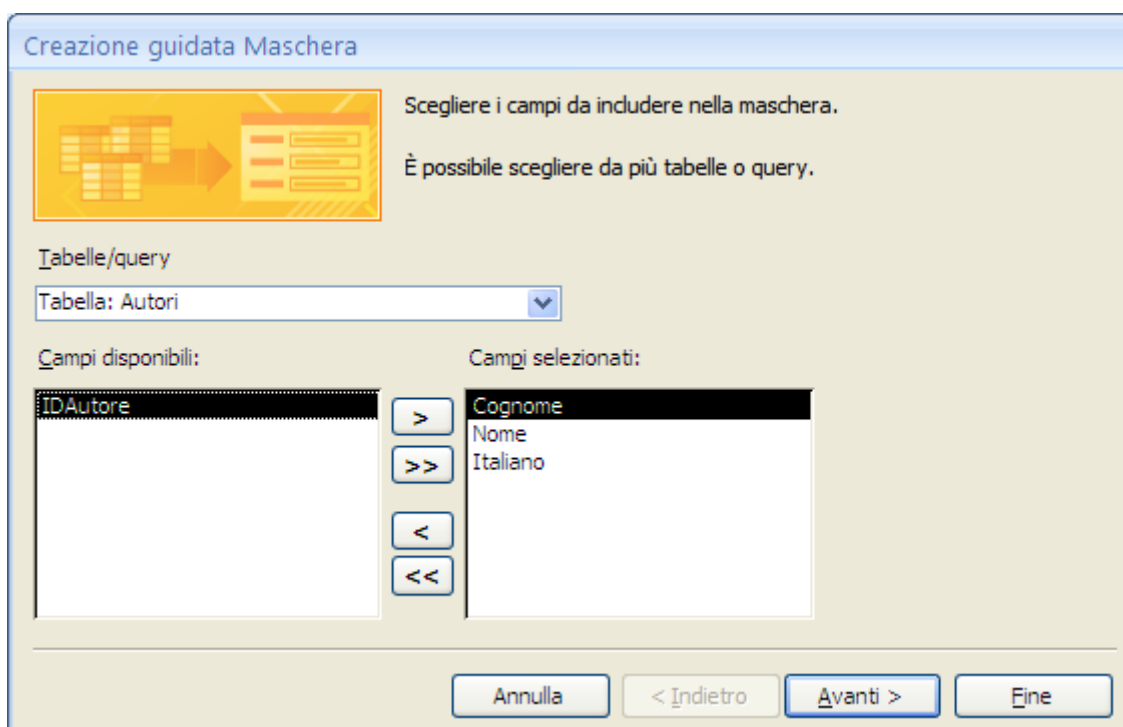 Creazione guidata Maschera
Scegliere i campi da includere nella maschera.
È possibile scegliere da più tabelle o query.
Tabelle/query
Tabella: Autori
Campi disponibili:
Campi selezionati:
IDAutore
>
>>
<
<<
Cognome
Nome
Italiano
Annulla
< Indietro
Avanti >
Fine